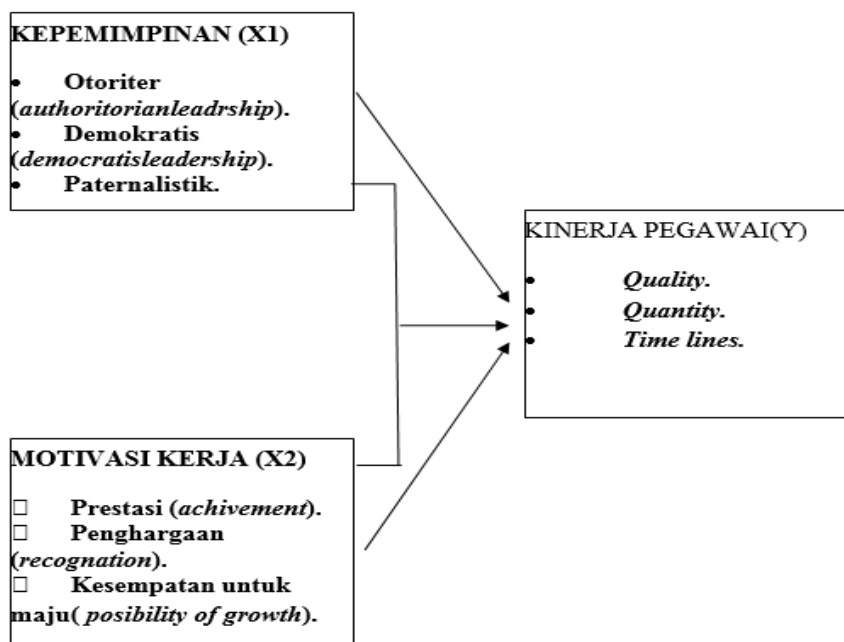 KEPEMIMPINAN (X1)
• Otoriter
(authoritorianleadrship).
• Demokratis
(democratisleadership).
• Paternalistik.
KINERJA PEGAWAI(Y)
• Quality.
• Quantity.
• Time lines.
MOTIVASI KERJA (X2)
□ Prestasi (achivement).
□ Penghargaan
(recognation).
□ Kesempatan untuk
maju( posibility of growth).